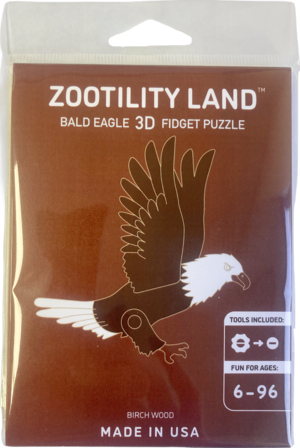 ZOOTILITY LAND™
BALD EAGLE 3D FIDGET PUZZLE
TOOLS INCLUDED:
FUN FOR AGES:
6-96
BIRCH WOOD
MADE IN USA